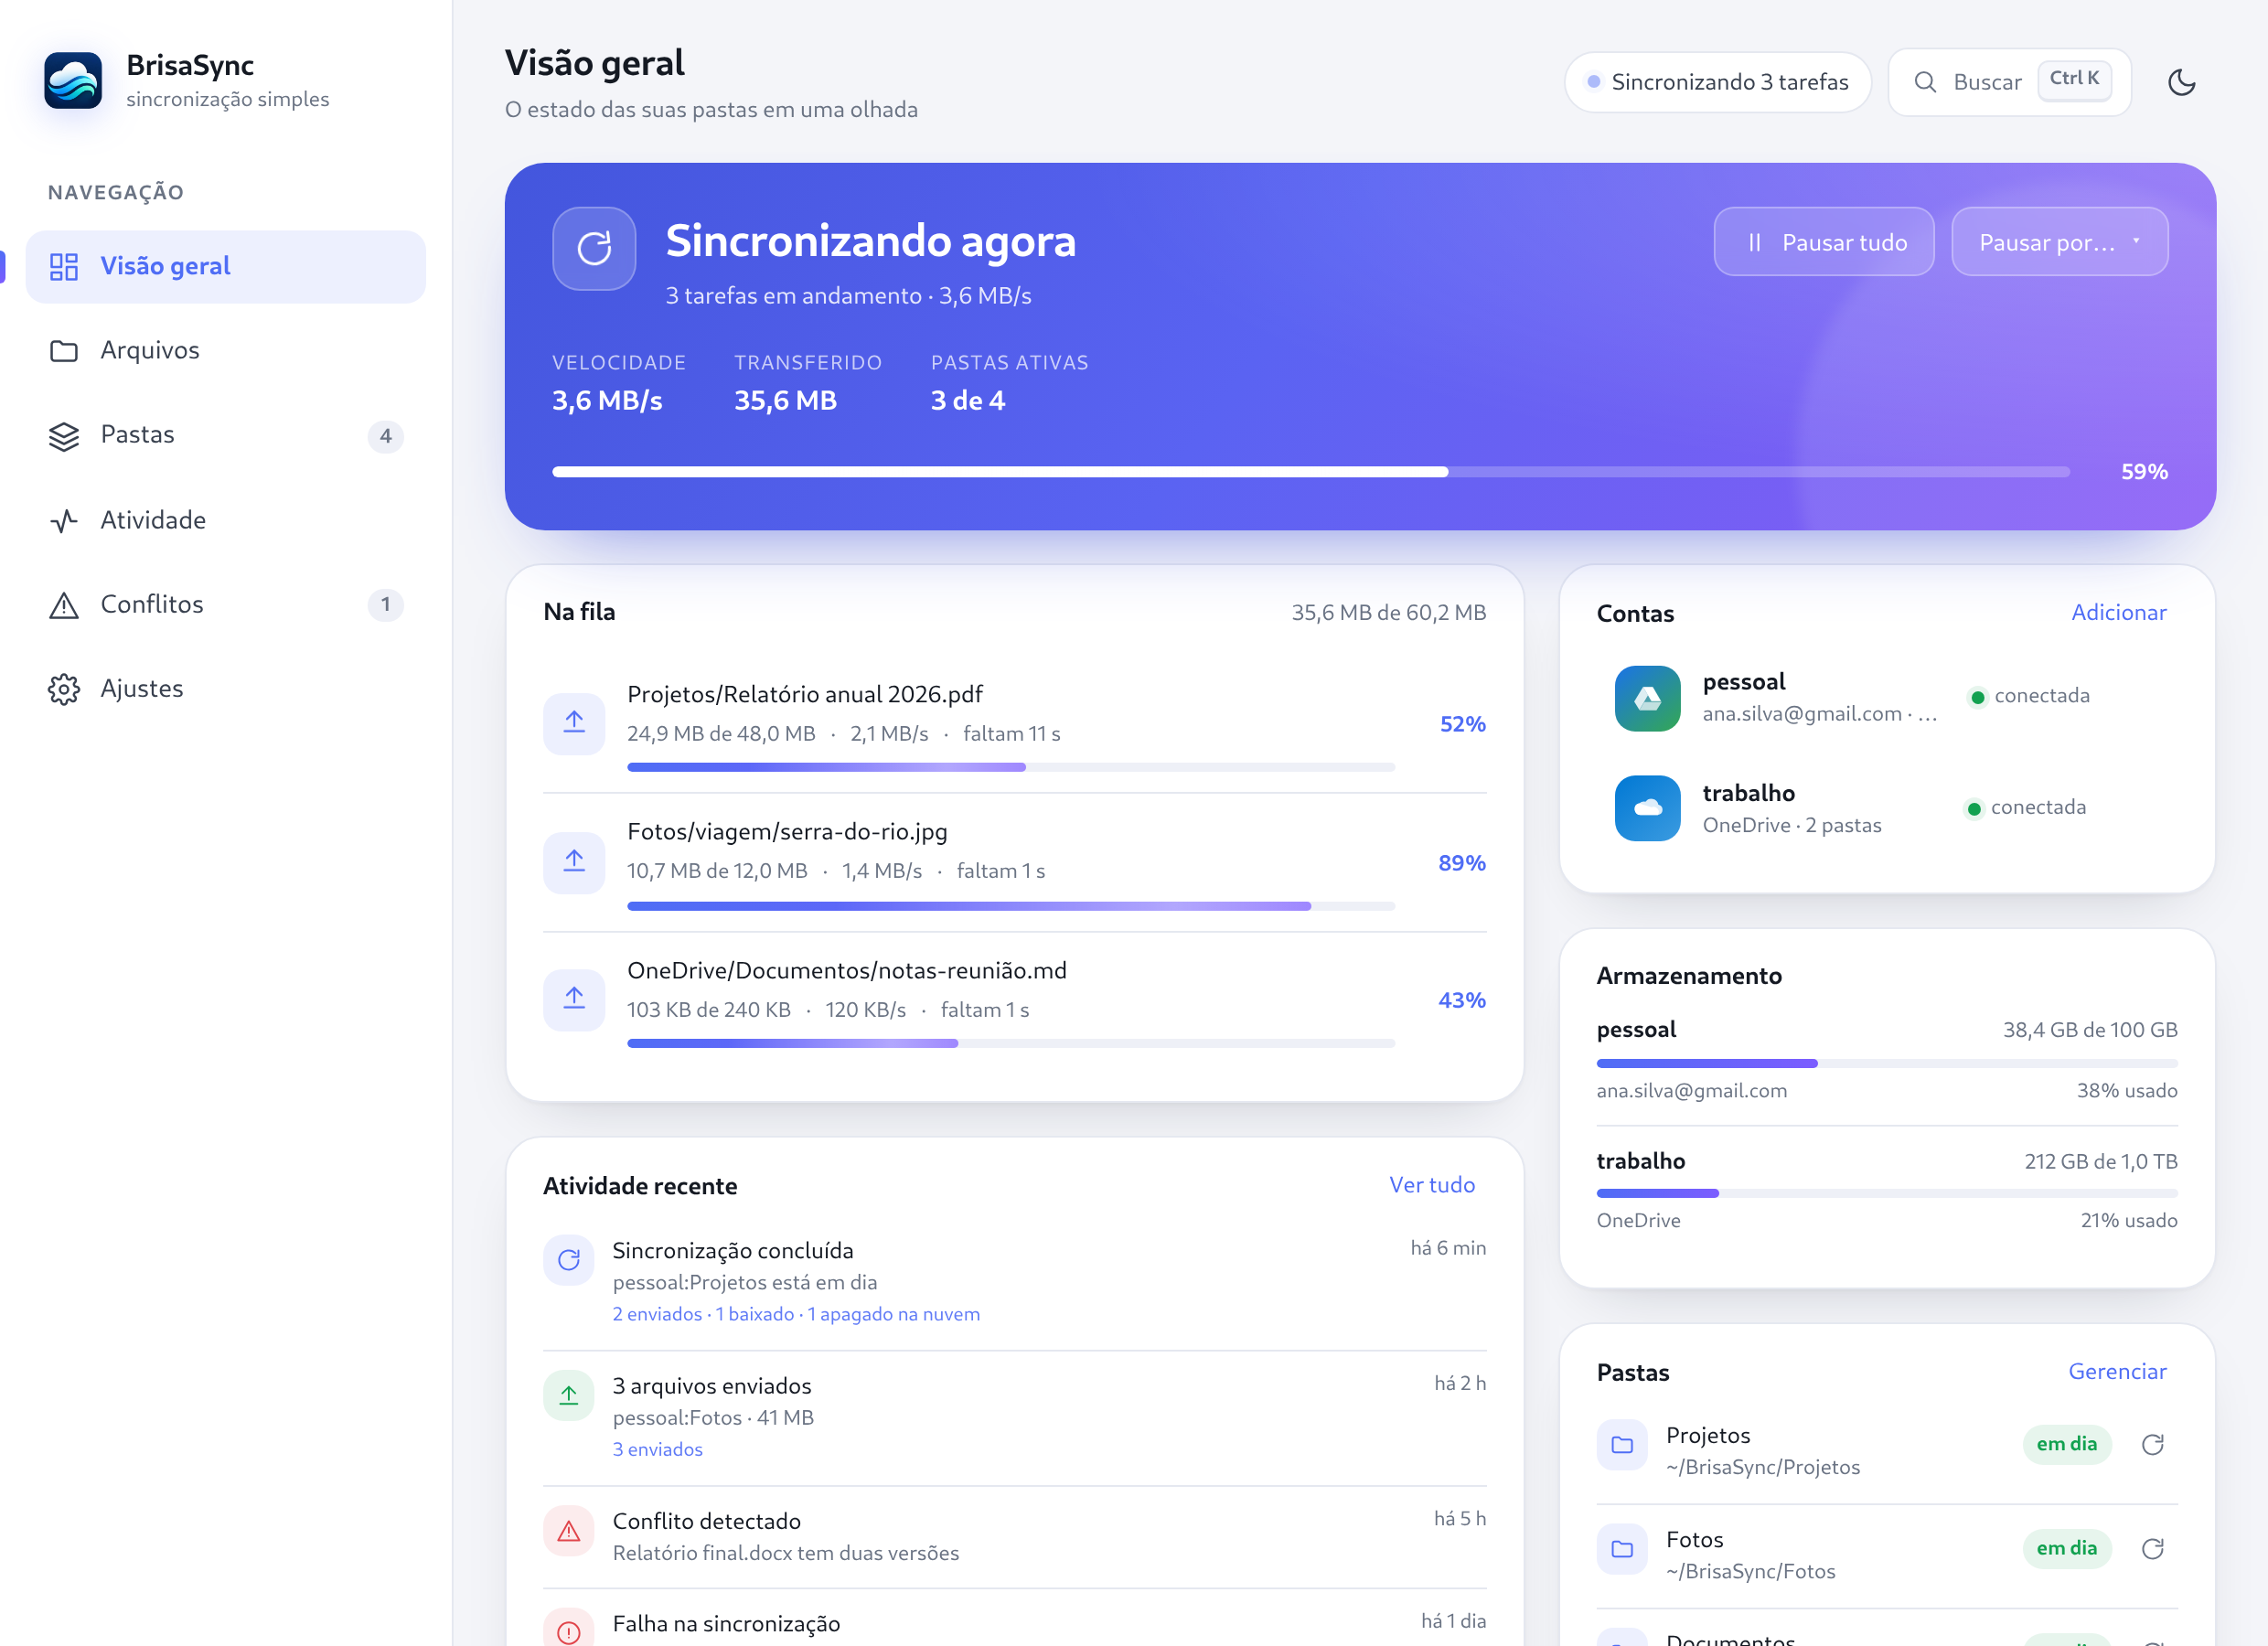 BrisaSync
sincronização simples
NAVEGAÇÃO
Visão geral
Arquivos
Pastas
4
Atividade
Conflitos
1
Ajustes
Visão geral
O estado das suas pastas em uma olhada
Sincronizando 3 tarefas
Buscar
Ctrl K
Sincronizando agora
3 tarefas em andamento · 3,6 MB/s
Pausar tudo
Pausar por...
VELOCIDADE
3,6 MB/s
TRANSFERIDO
35,6 MB
PASTAS ATIVAS
3 de 4
59%
Na fila
35,6 MB de 60,2 MB
Projetos/Relatório anual 2026.pdf
24,9 MB de 48,0 MB · 2,1 MB/s · faltam 11 s
52%
Fotos/viagem/serra-do-rio.jpg
10,7 MB de 12,0 MB · 1,4 MB/s · faltam 1 s
89%
OneDrive/Documentos/notas-reunião.md
103 KB de 240 KB · 120 KB/s · faltam 1 s
43%
Atividade recente
Ver tudo
Sincronização concluída
há 6 min
pessoal:Projetos está em dia
2 enviados · 1 baixado · 1 apagado na nuvem
3 arquivos enviados
há 2 h
pessoal:Fotos · 41 MB
3 enviados
Conflito detectado
há 5 h
Relatório final.docx tem duas versões
Falha na sincronização
há 1 dia
Contas
Adicionar
pessoal
ana.silva@gmail.com · ...
conectada
trabalho
OneDrive · 2 pastas
conectada
Armazenamento
pessoal
38,4 GB de 100 GB
ana.silva@gmail.com
38% usado
trabalho
212 GB de 1,0 TB
OneDrive
21% usado
Pastas
Gerenciar
Projetos
~/BrisaSync/Projetos
em dia
Fotos
~/BrisaSync/Fotos
em dia
Documentos